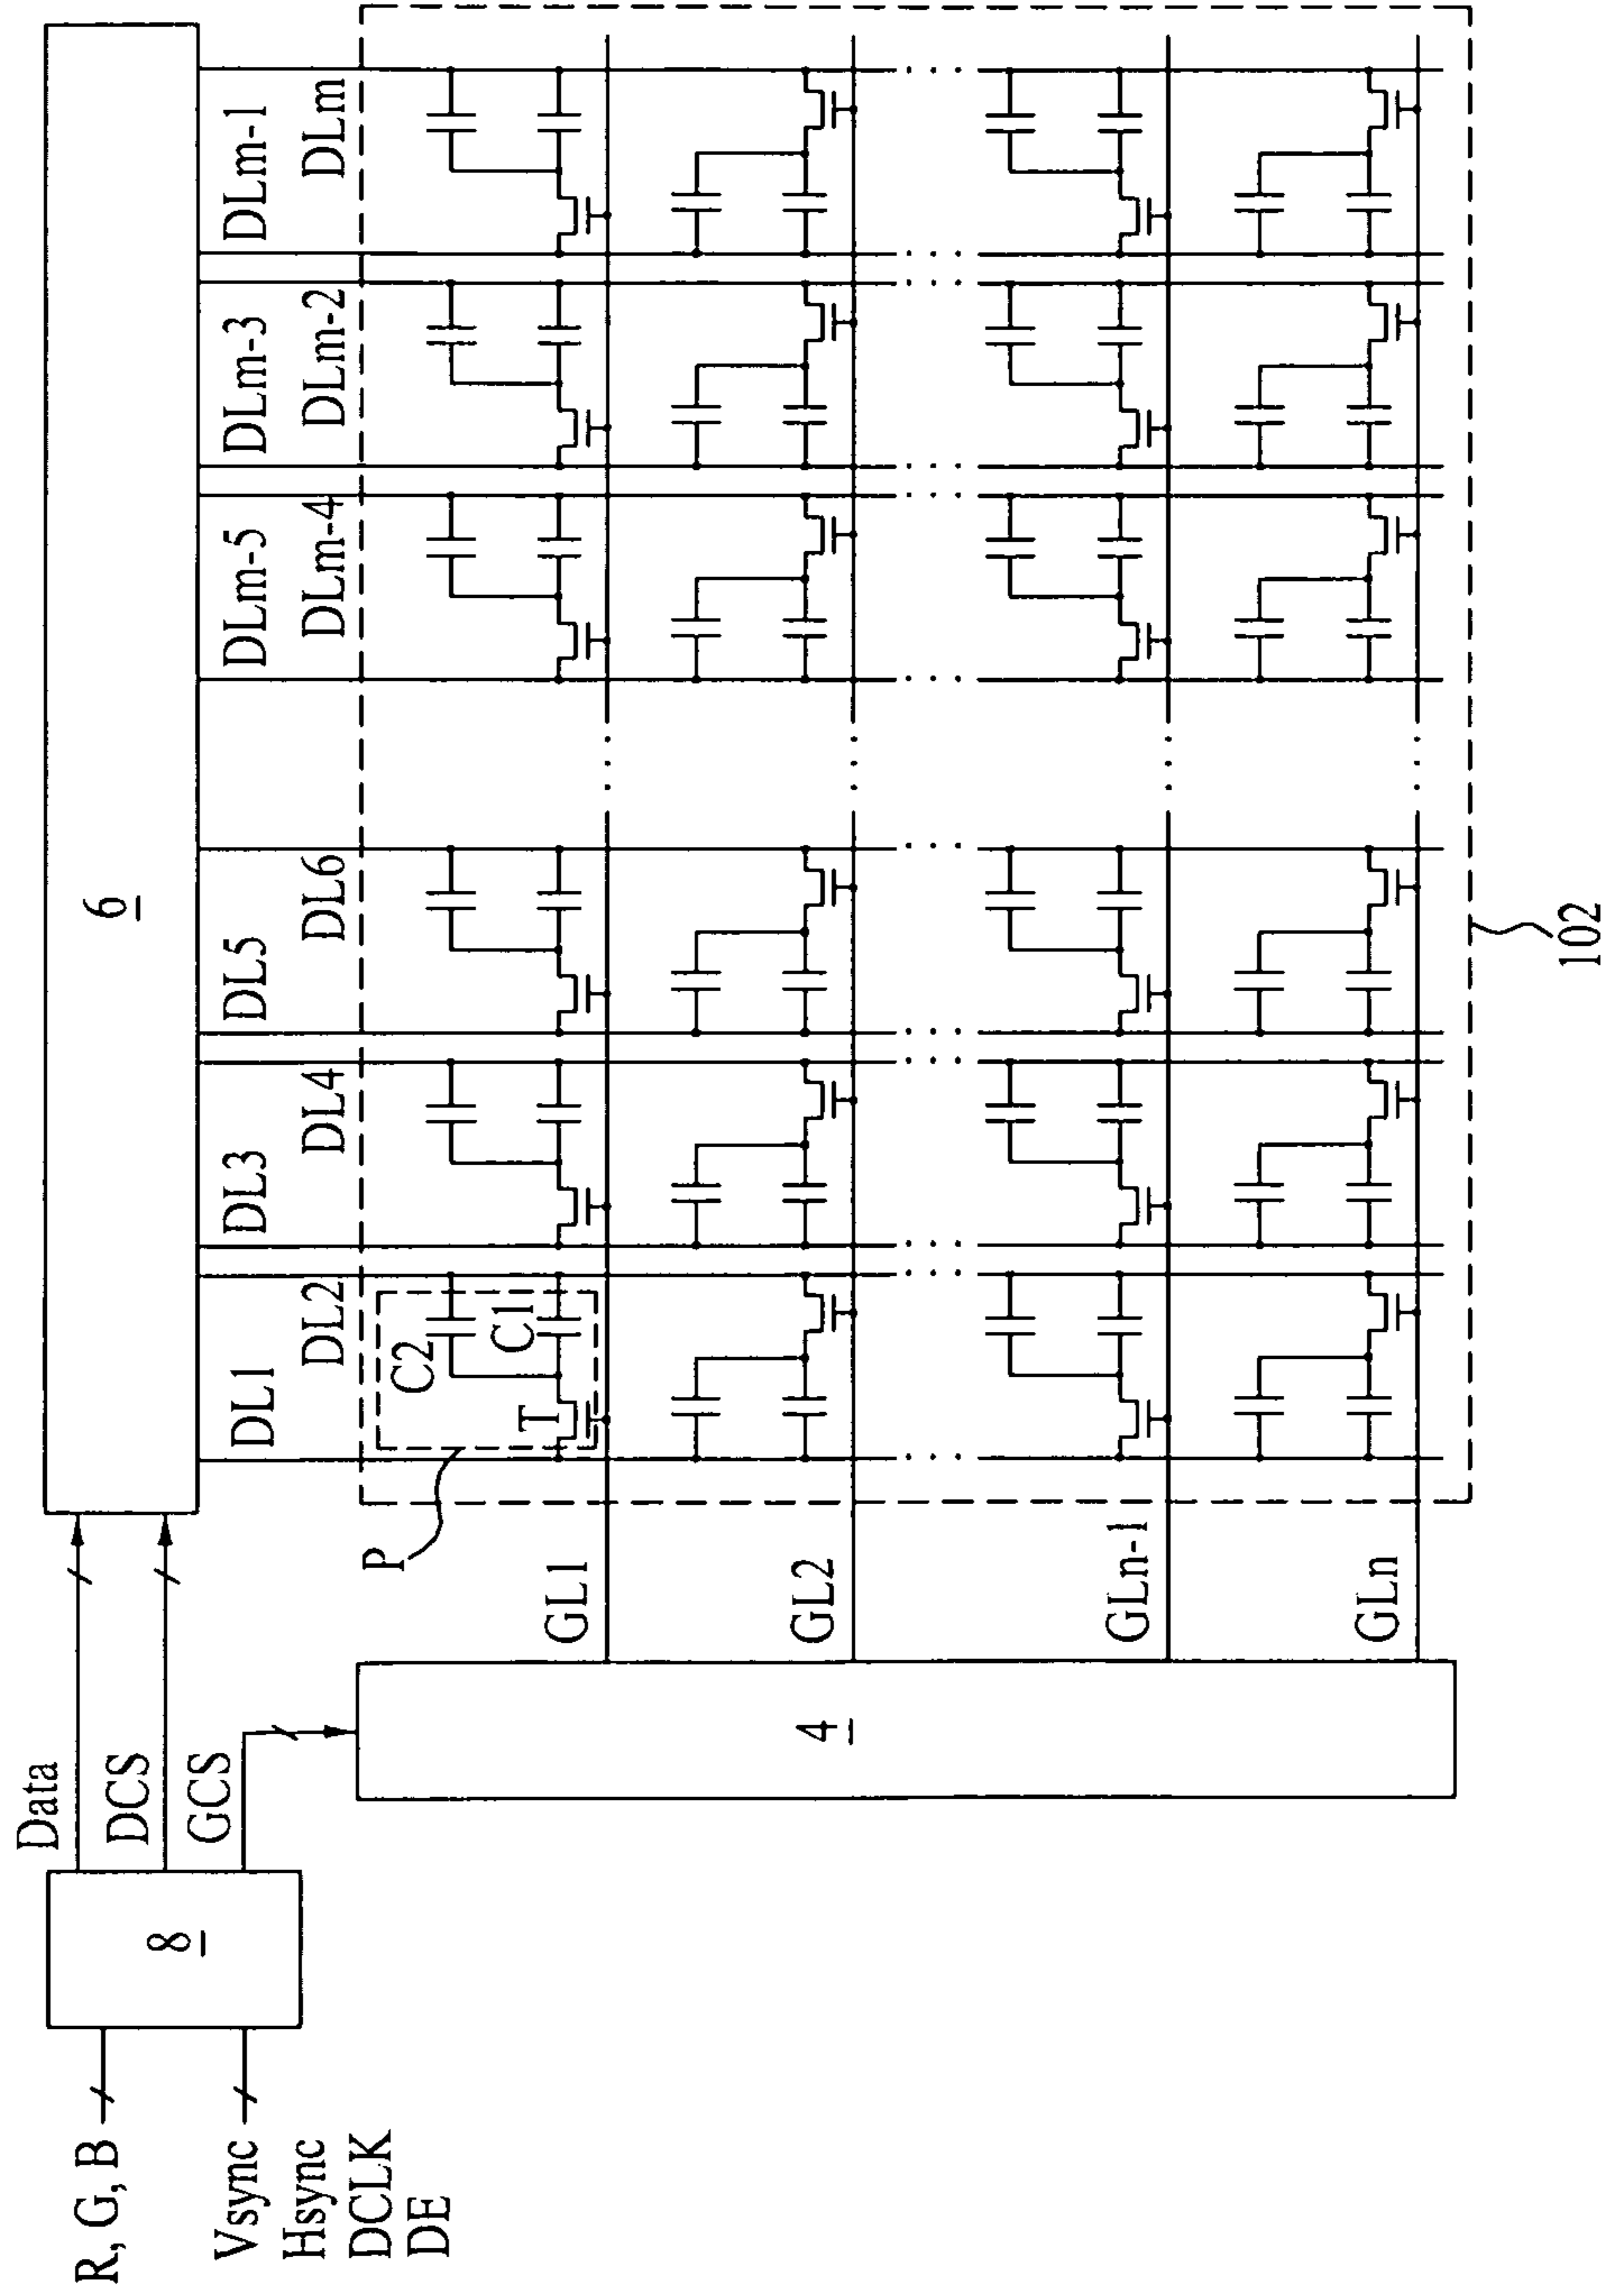 R, G, B
Vsync
Hsync
DCLK
DE
8
Data
DCS
GCS
6
4
DL1
DL2
DL3
DL4
DL5
DL6
DLm-5
DLm-4
DLm-3
DLm-2
DLm-1
DLm
P
C2
C1
T
GL1
GL2
GLn-1
GLn
102